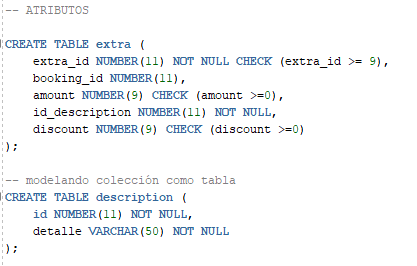 -- ATRIBUTOS
CREATE TABLE extra (
extra_id NUMBER(11) NOT NULL CHECK (extra_id >= 9),
booking_id NUMBER(11),
amount NUMBER(9) CHECK (amount >=0),
id_description NUMBER(11) NOT NULL,
discount NUMBER(9) CHECK (discount >=0)
);
-- modelando colección como tabla
CREATE TABLE description (
id NUMBER(11) NOT NULL,
detalle VARCHAR(50) NOT NULL
);